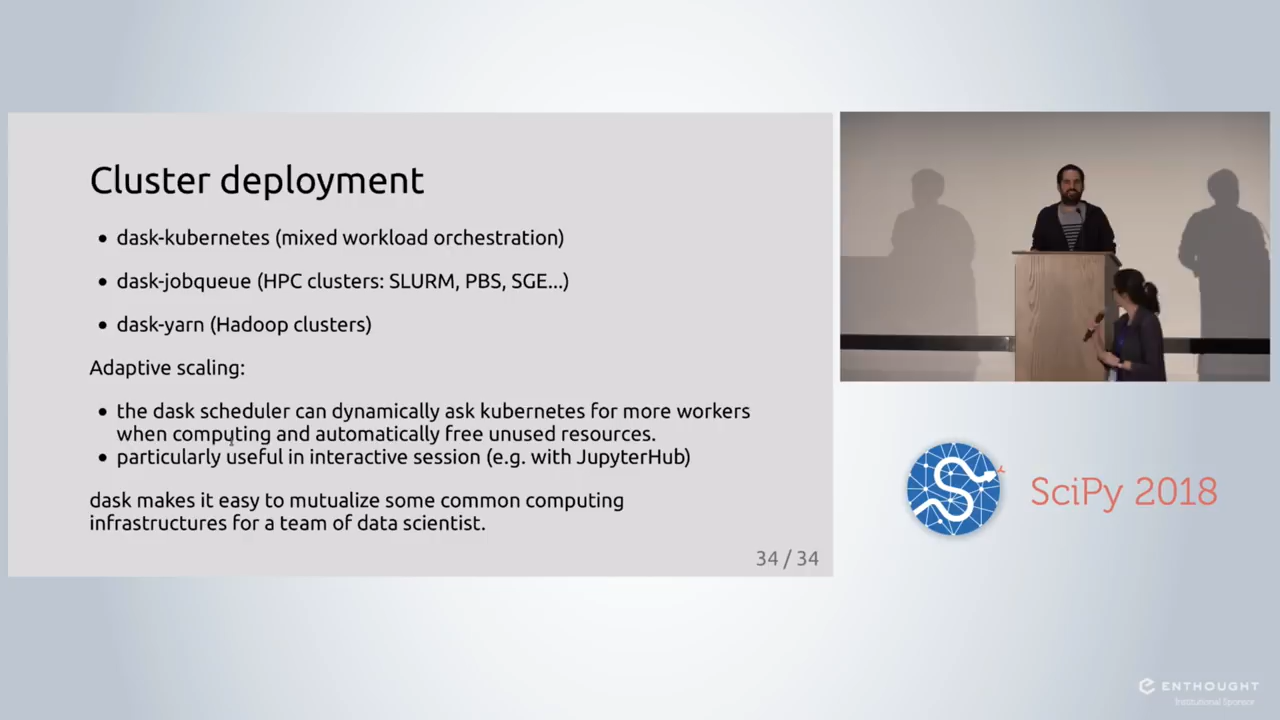 Cluster deployment
• dask-kubernetes (mixed workload orchestration)
• dask-jobqueue (HPC clusters: SLURM, PBS, SGE...)
• dask-yarn (Hadoop clusters)
Adaptive scaling:
• the dask scheduler can dynamically ask kubernetes for more workers
when computing and automatically free unused resources.
• particularly useful in interactive session (e.g. with JupyterHub)
dask makes it easy to mutualize some common computing
infrastructures for a team of data scientist.
34 / 34
SciPy 2018
ENTHOUGHT
Institutional Sponsor